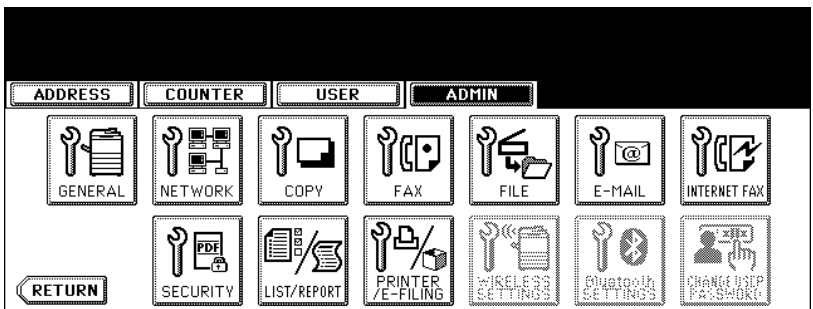 ADDRESS COUNTER USER ADMIN
GENERAL NETWORK COPY FAX FILE E-MAIL INTERNET FAX
PDF
SECURITY LIST/REPORT PRINTER
/E-FILING
WIRELESS
SETTINGS
Bluetooth
SETTINGS
CHANGE USER
PASSWORD
RETURN